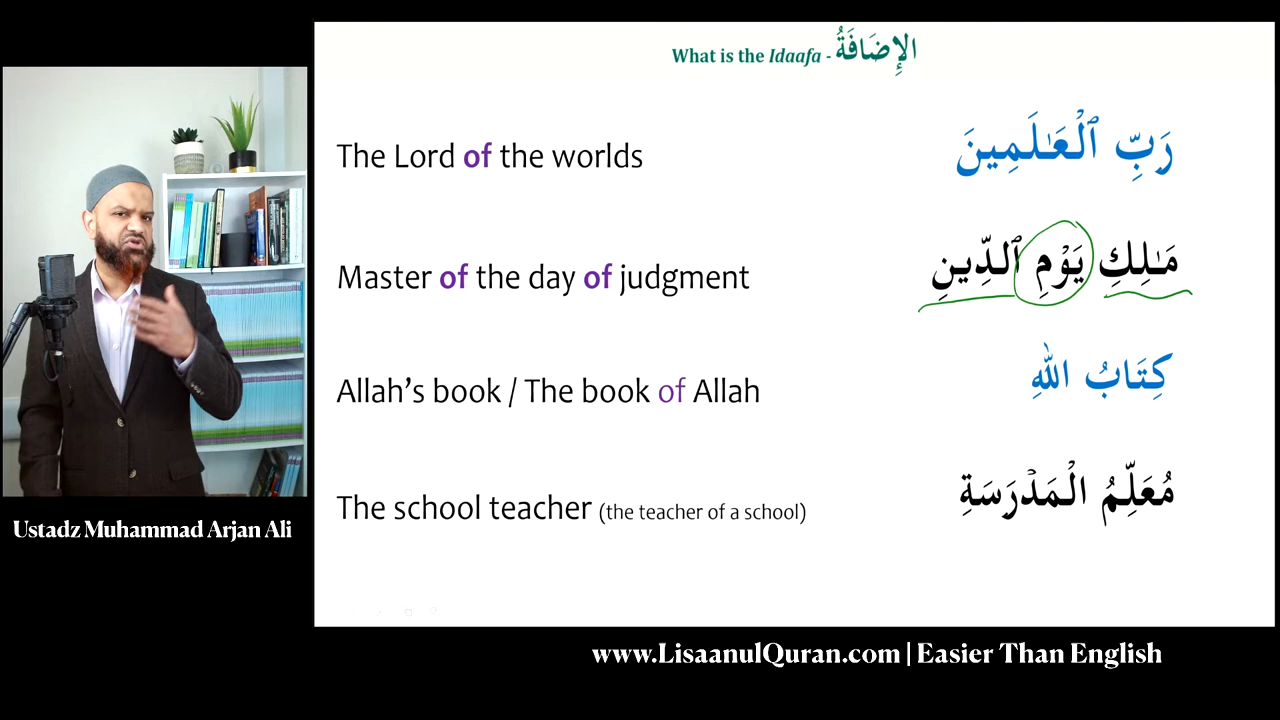 What is the Idaafa - الإِضَافَةُ
The Lord of the worlds
رَبِّ ٱلْعَـٰلَمِينَ
Master of the day of judgment
مَـٰلِكِ يَوْمِ ٱلدِّينِ
Allah’s book / The book of Allah
كِتَابُ اللهِ
The school teacher (the teacher of a school)
مُعَلِّمُ الْمَدْرَسَةِ
Ustadz Muhammad Arjan Ali
www.LisaanulQuran.com | Easier Than English